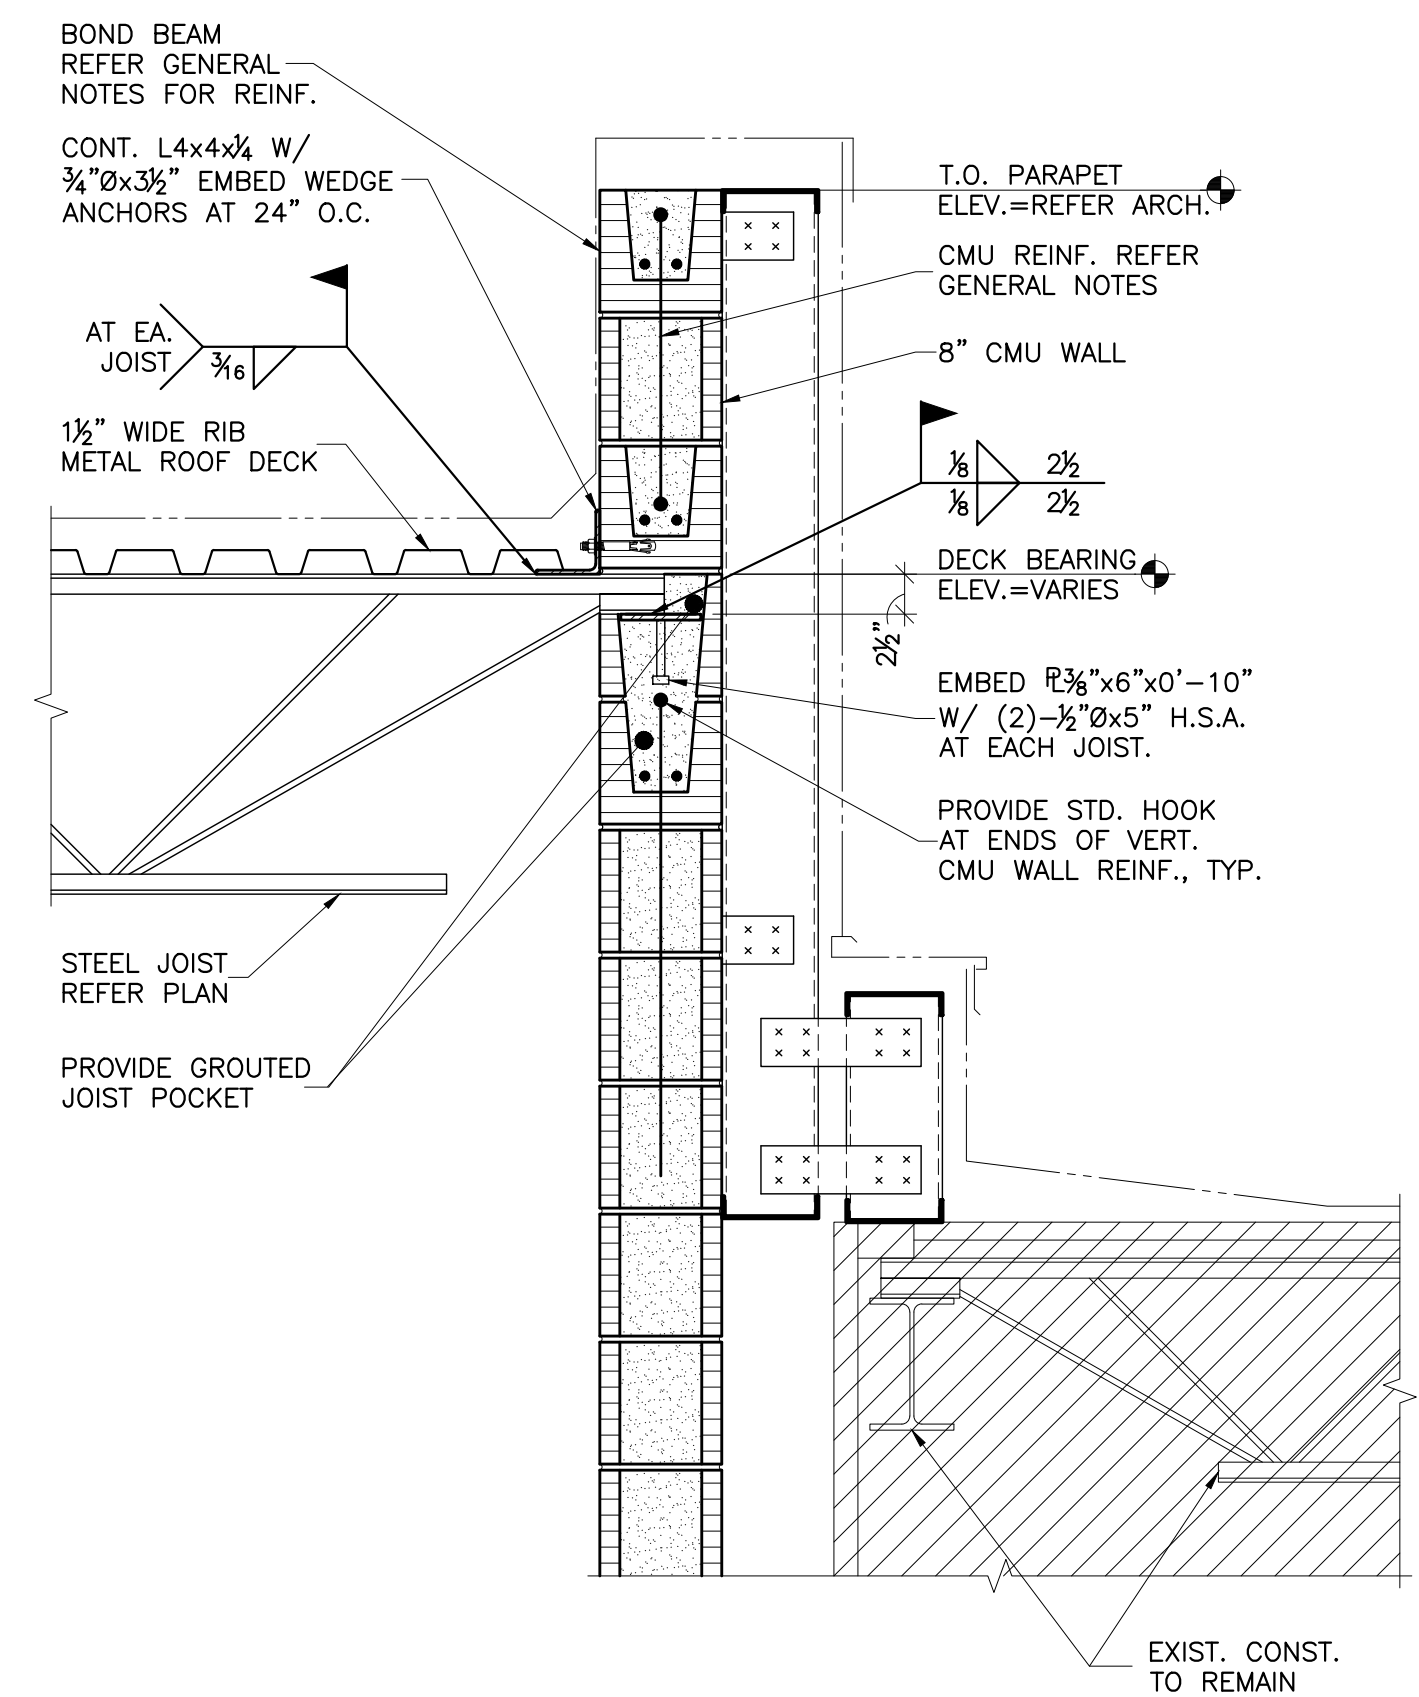 BOND BEAM
REFER GENERAL
NOTES FOR REINF.
CONT. L4x4x¼ W/
¾"Øx3½" EMBED WEDGE
ANCHORS AT 24" O.C.
AT EA.
JOIST
3/16
1½" WIDE RIB
METAL ROOF DECK
STEEL JOIST
REFER PLAN
PROVIDE GROUTED
JOIST POCKET
T.O. PARAPET
ELEV.=REFER ARCH.
CMU REINF. REFER
GENERAL NOTES
8" CMU WALL
⅛ 2½
⅛ 2½
DECK BEARING
ELEV.=VARIES
2½"
EMBED ℄⅜"x6"x0'-10"
W/ (2)-½"Øx5" H.S.A.
AT EACH JOIST.
PROVIDE STD. HOOK
AT ENDS OF VERT.
CMU WALL REINF., TYP.
EXIST. CONST.
TO REMAIN